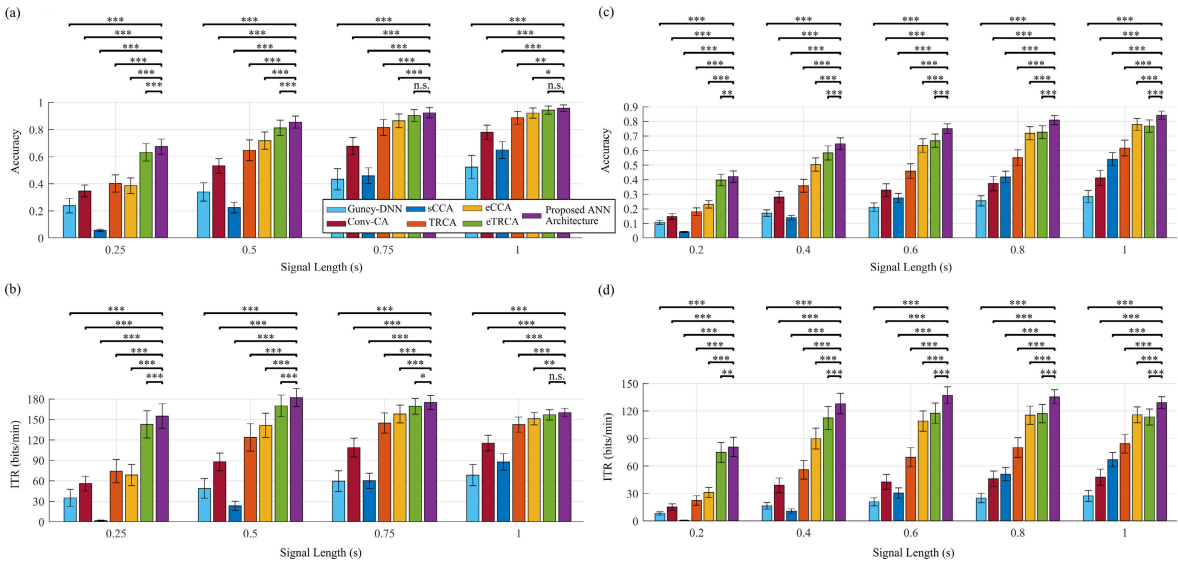 (a)
*** *** *** ***
*** *** *** ***
*** *** *** ***
*** *** *** **
*** *** *** *
*** *** n.s. n.s.
1
0.8
0.6
0.4
0.2
0
Accuracy
0.25 0.5 0.75 1
Signal Length (s)
Guney-DNN sCCA eCCA Proposed ANN
Conv-CA TRCA eTRCA Architecture
(c)
*** *** *** *** ***
*** *** *** *** ***
*** *** *** *** ***
*** *** *** *** ***
*** *** *** *** ***
** *** *** *** ***
0.9
0.8
0.7
0.6
0.5
0.4
0.3
0.2
0.1
0
Accuracy
0.2 0.4 0.6 0.8 1
Signal Length (s)
(b)
*** *** *** ***
*** *** *** ***
*** *** *** ***
*** *** *** ***
*** *** *** **
*** *** * n.s.
180
150
120
90
60
30
0
ITR (bits/min)
0.25 0.5 0.75 1
Signal Length (s)
(d)
*** *** *** *** ***
*** *** *** *** ***
*** *** *** *** ***
*** *** *** *** ***
*** *** *** *** ***
** *** *** *** ***
150
120
90
60
30
0
ITR (bits/min)
0.2 0.4 0.6 0.8 1
Signal Length (s)